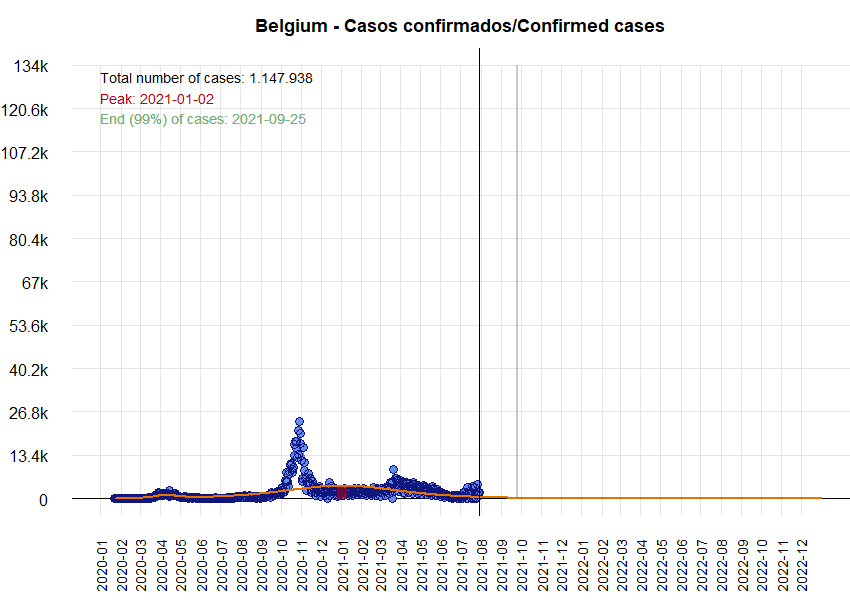 Belgium - Casos confirmados/Confirmed cases
134k
120.6k
107.2k
93.8k
80.4k
67k
53.6k
40.2k
26.8k
13.4k
0
Total number of cases: 1.147.938
Peak: 2021-01-02
End (99%) of cases: 2021-09-25
2020-01
2020-02
2020-03
2020-04
2020-05
2020-06
2020-07
2020-08
2020-09
2020-10
2020-11
2020-12
2021-01
2021-02
2021-03
2021-04
2021-05
2021-06
2021-07
2021-08
2021-09
2021-10
2021-11
2021-12
2022-01
2022-02
2022-03
2022-04
2022-05
2022-06
2022-07
2022-08
2022-09
2022-10
2022-11
2022-12